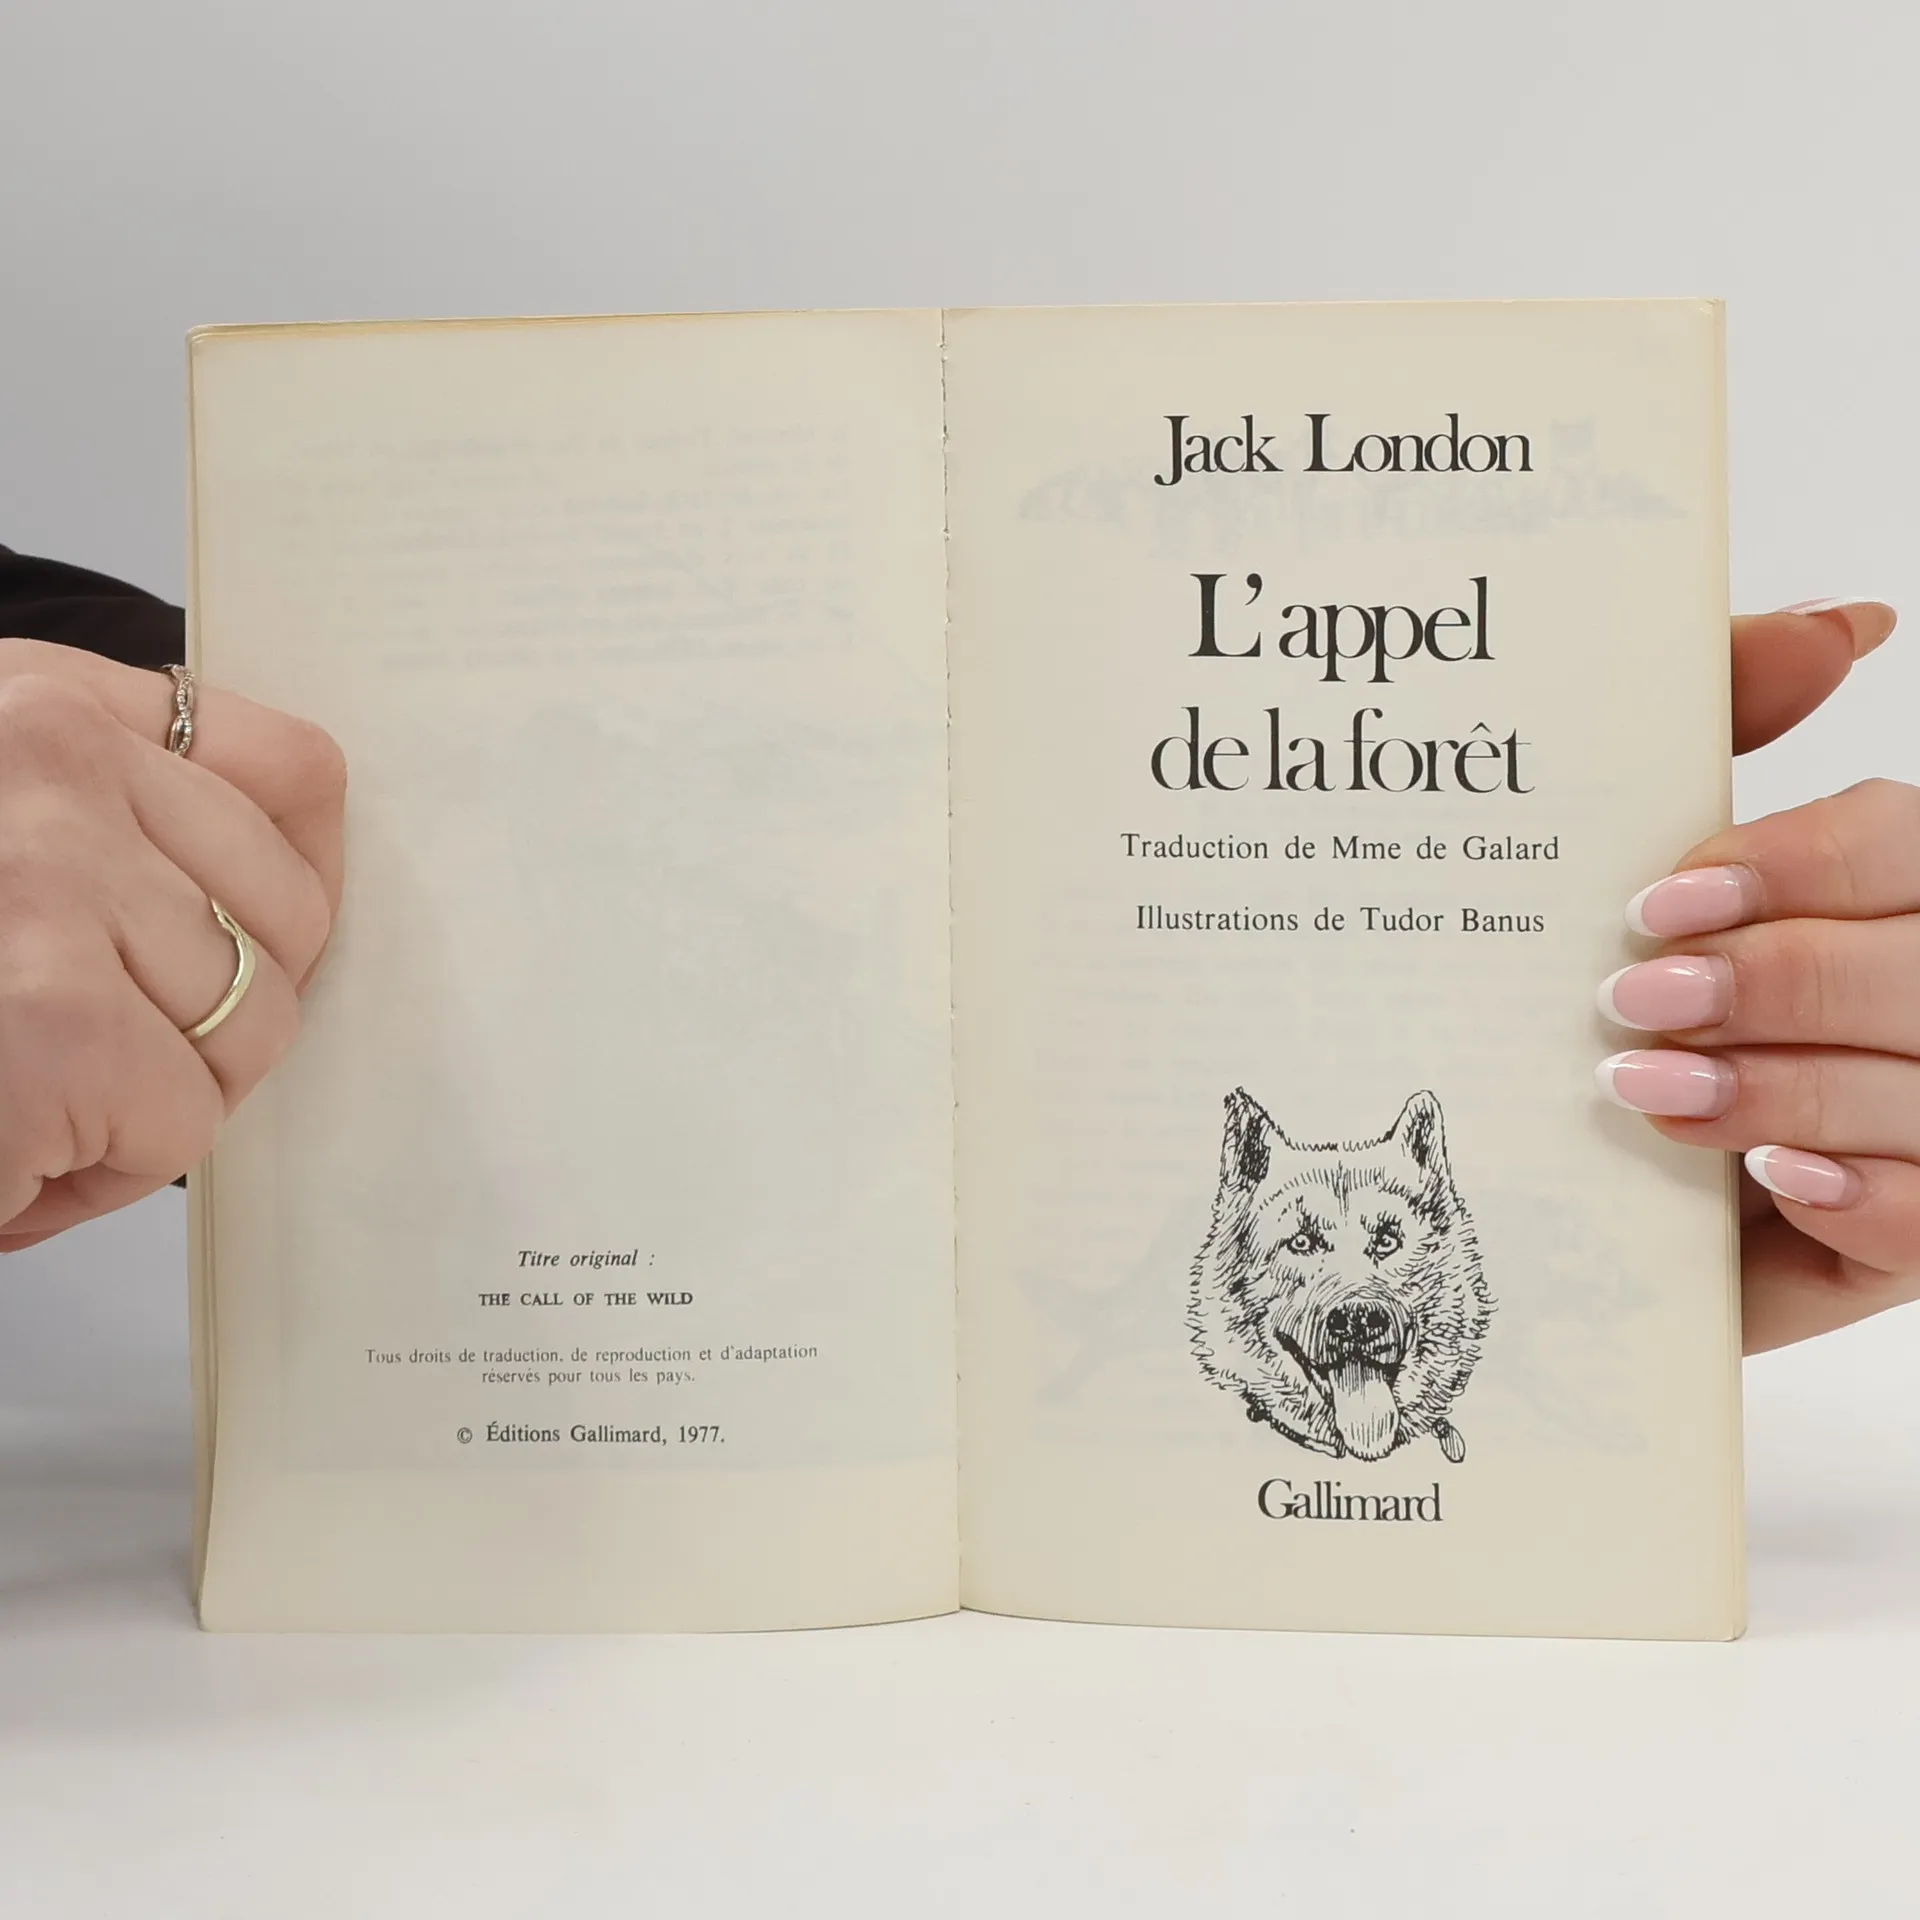 Titre original :
THE CALL OF THE WILD
Tous droits de traduction, de reproduction et d'adaptation
réservés pour tous les pays.
© Éditions Gallimard, 1977.
Jack London
L'appel
de la forêt
Traduction de Mme de Galard
Illustrations de Tudor Banus
Gallimard